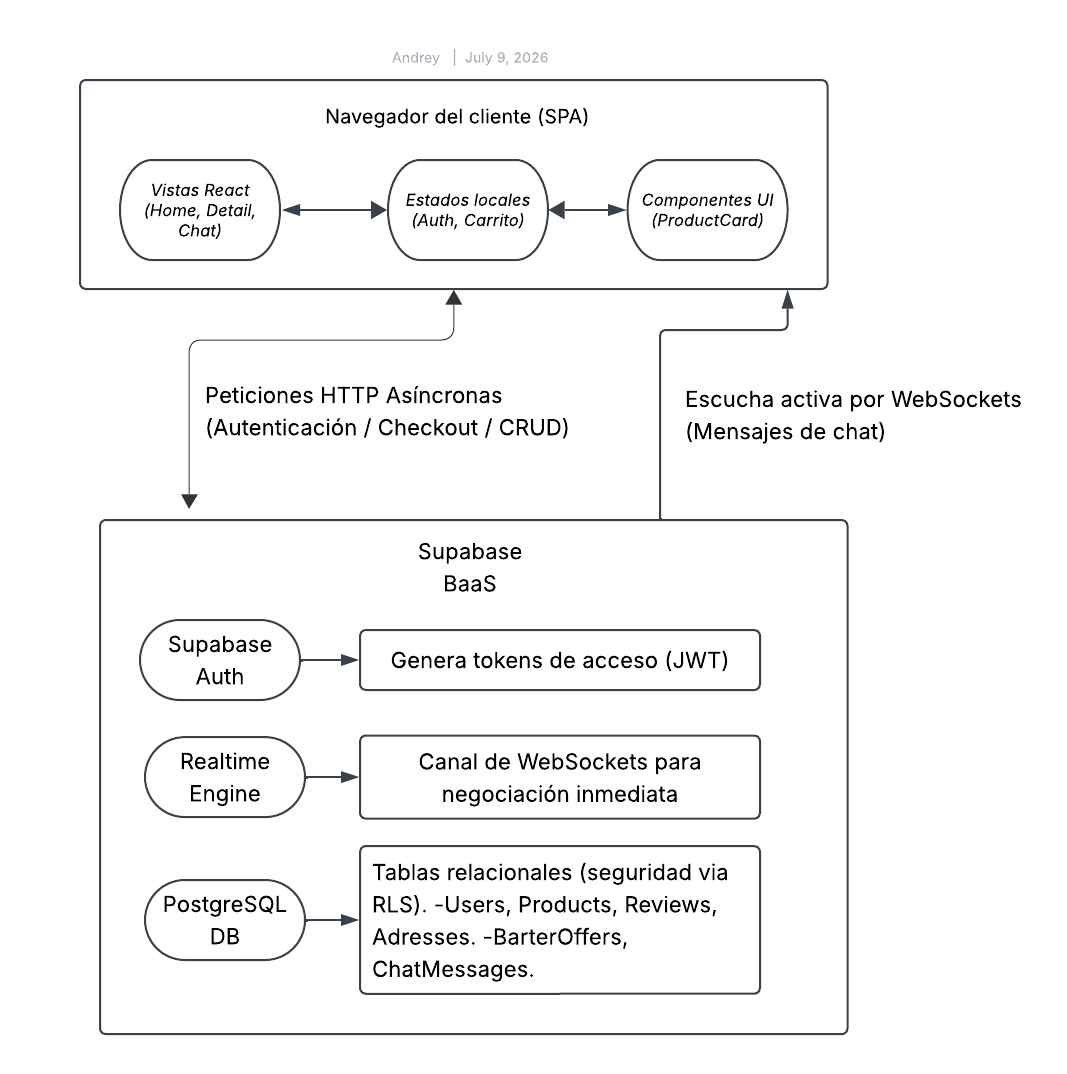 Andrey | July 9, 2026
Navegador del cliente (SPA)
Vistas React
(Home, Detail,
Chat)
Estados locales
(Auth, Carrito)
Componentes UI
(ProductCard)
Peticiones HTTP Asíncronas
(Autenticación / Checkout / CRUD)
Escucha activa por WebSockets
(Mensajes de chat)
Supabase
BaaS
Supabase
Auth
Genera tokens de acceso (JWT)
Realtime
Engine
Canal de WebSockets para
negociación inmediata
PostgreSQL
DB
Tablas relacionales (seguridad via
RLS). -Users, Products, Reviews,
Adresses. -BarterOffers,
ChatMessages.